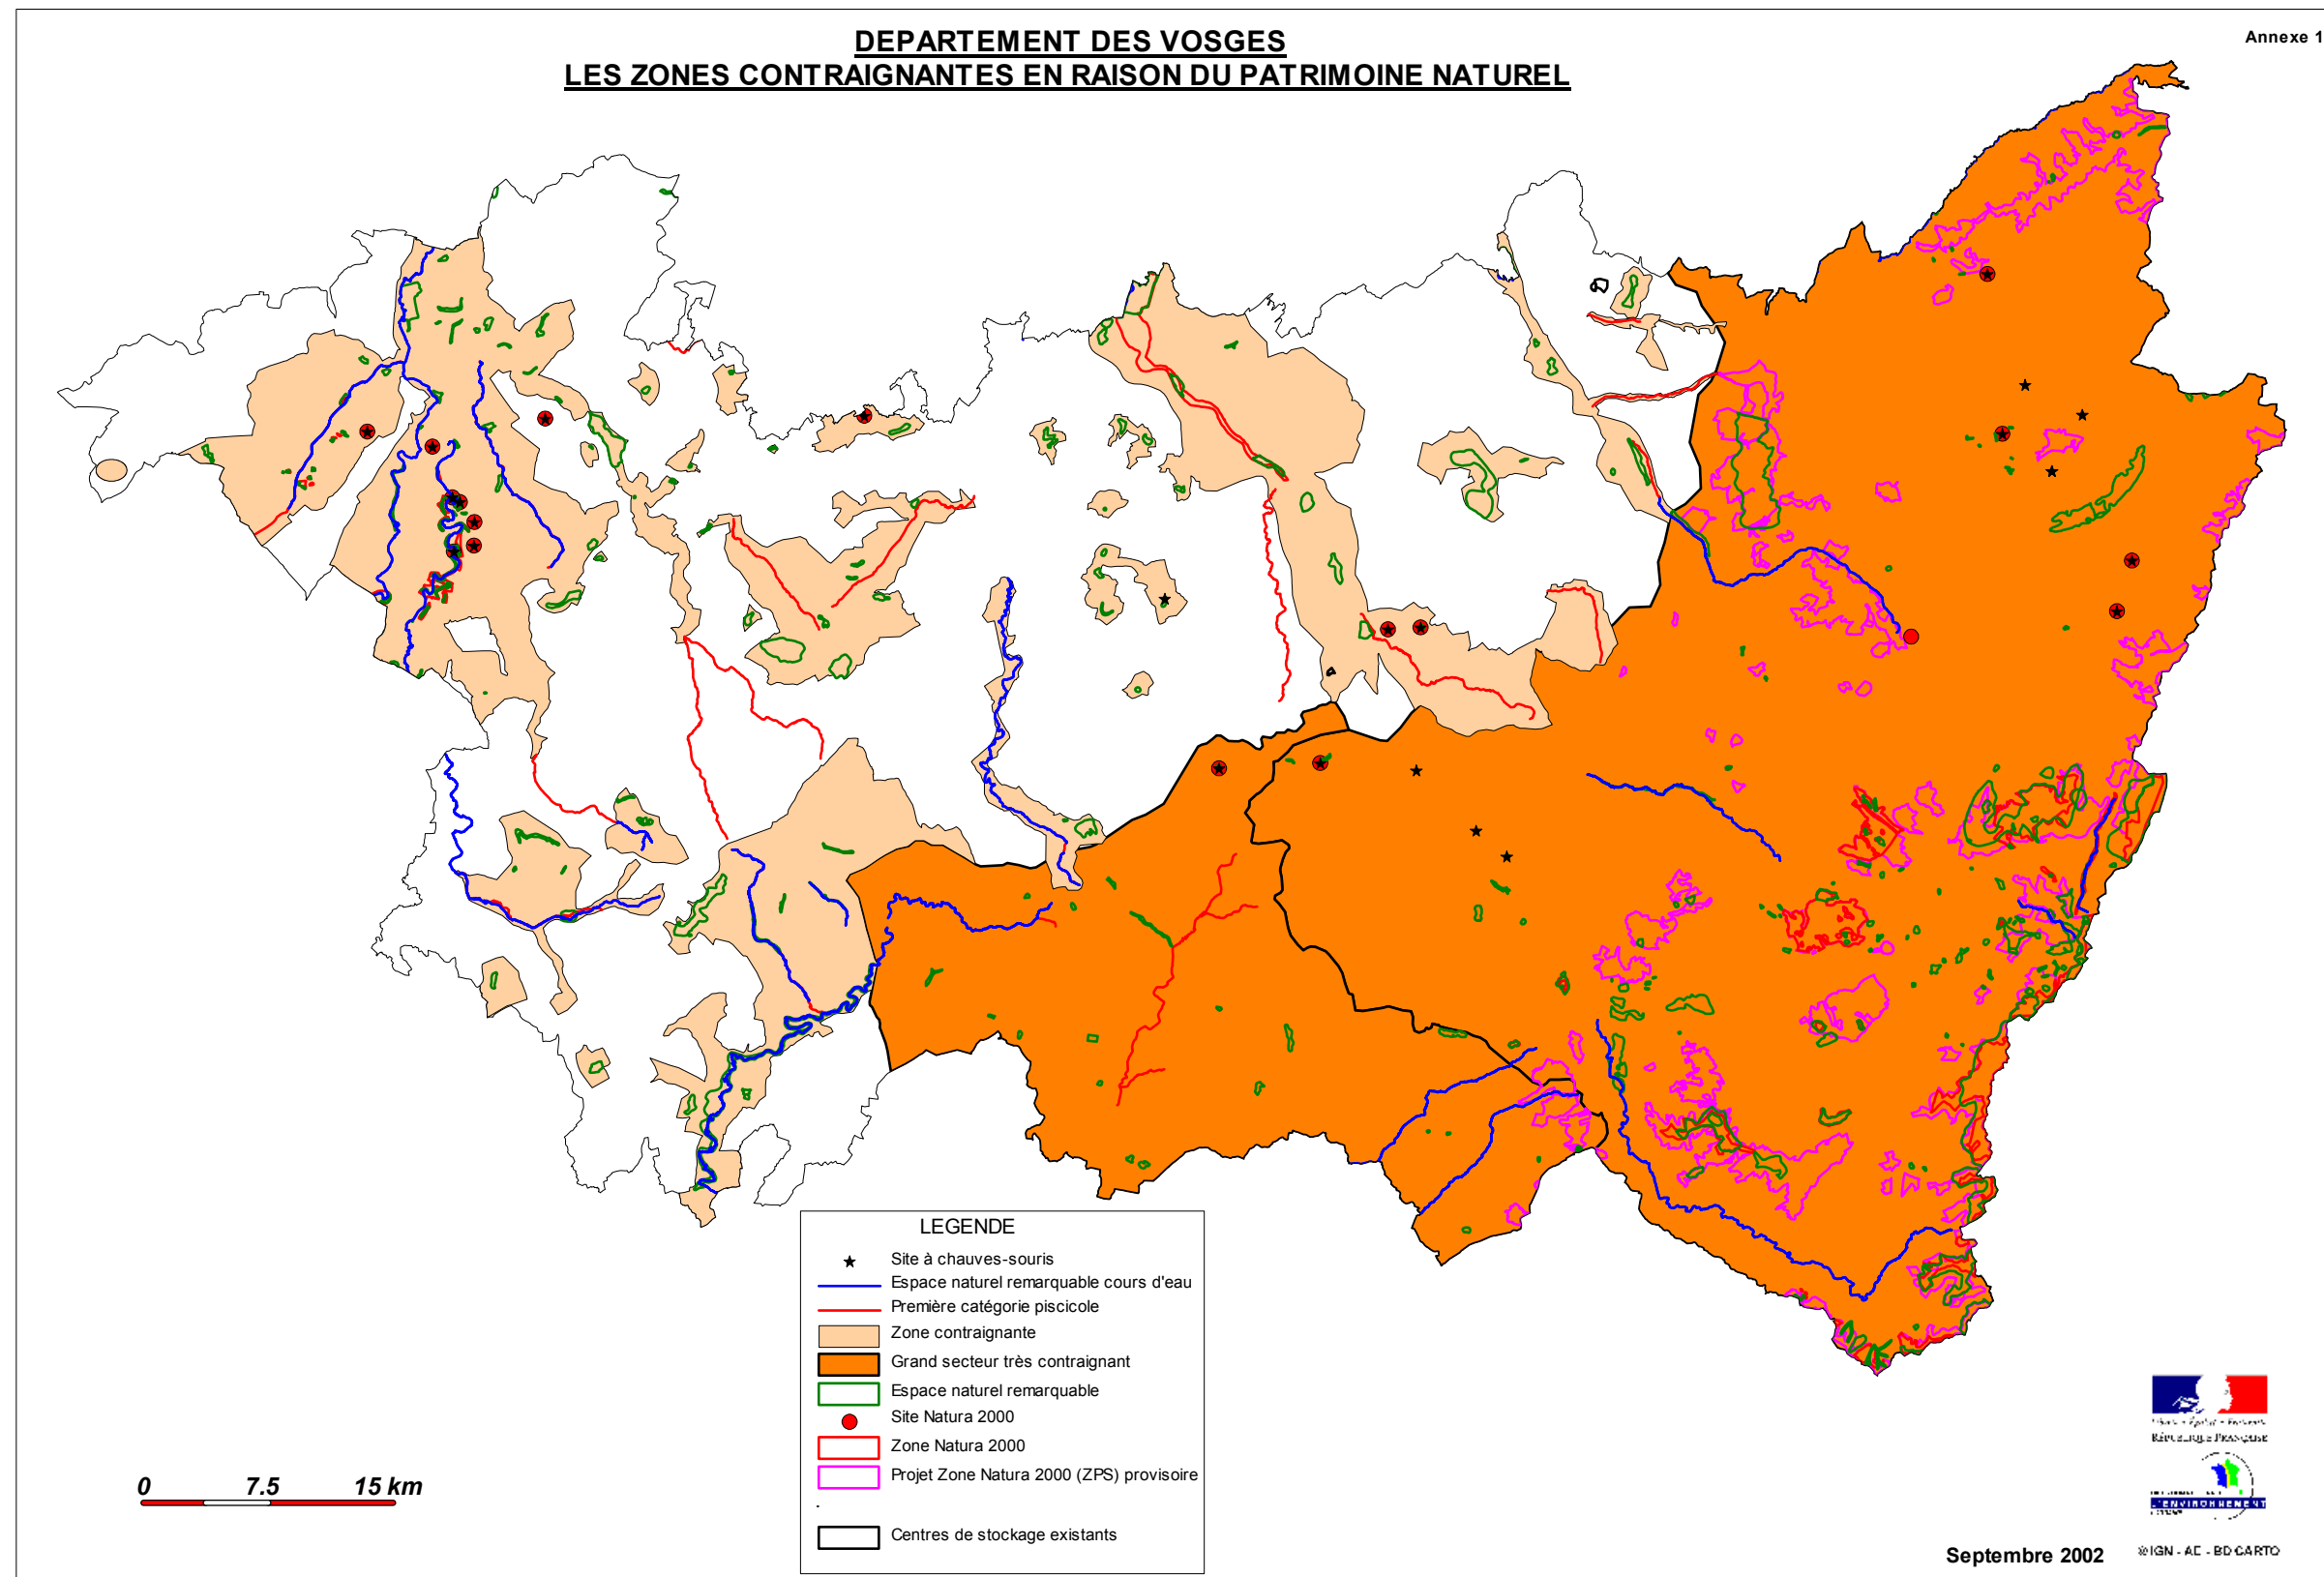 Annexe 1
DEPARTEMENT DES VOSGES
LES ZONES CONTRAIGNANTES EN RAISON DU PATRIMOINE NATUREL
LEGENDE
Site à chauves-souris
Espace naturel remarquable cours d'eau
Première catégorie piscicole
Zone contraignante
Grand secteur très contraignant
Espace naturel remarquable
Site Natura 2000
Zone Natura 2000
Projet Zone Natura 2000 (ZPS) provisoire
Centres de stockage existants
0 7.5 15 km
RÉPUBLIQUE FRANÇAISE
L'ENVIRONNEMENT
Septembre 2002
©IGN - AE - BD CARTO